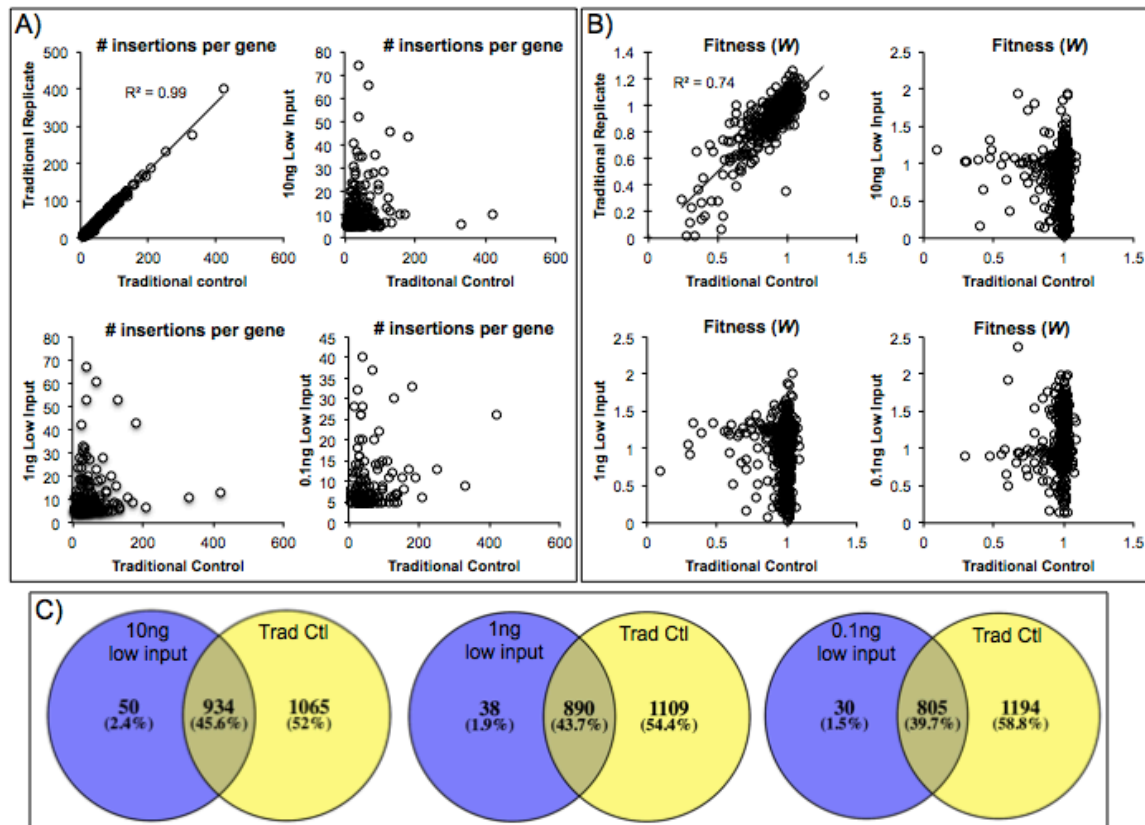 A)
# insertions per gene
500
400
300
200
100
0
Traditional Replicate
R² = 0.99
0 200 400 600
Traditional control
# insertions per gene
80
70
60
50
40
30
20
10
0
10ng Low Input
0 200 400 600
Traditional Control
# insertions per gene
80
70
60
50
40
30
20
10
0
1ng Low Input
0 200 400 600
Traditional Control
# insertions per gene
45
40
35
30
25
20
15
10
5
0
0.1ng Low Input
0 200 400 600
Traditional Control
B)
Fitness (W)
1.4
1.2
1
0.8
0.6
0.4
0.2
0
Traditional Replicate
R² = 0.74
0 0.5 1 1.5
Traditional Control
Fitness (W)
2.5
2
1.5
1
0.5
0
10ng Low Input
0 0.5 1 1.5
Traditional Control
Fitness (W)
2.5
2
1.5
1
0.5
0
1ng Low Input
0 0.5 1 1.5
Traditional Control
Fitness (W)
2.5
2
1.5
1
0.5
0
0.1ng Low Input
0 0.5 1 1.5
Traditional Control
C)
10ng
low input
Trad Ctl
50
(2.4%)
934
(45.6%)
1065
(52%)
1ng
low input
Trad Ctl
38
(1.9%)
890
(43.7%)
1109
(54.4%)
0.1ng
low input
Trad Ctl
30
(1.5%)
805
(39.7%)
1194
(58.8%)